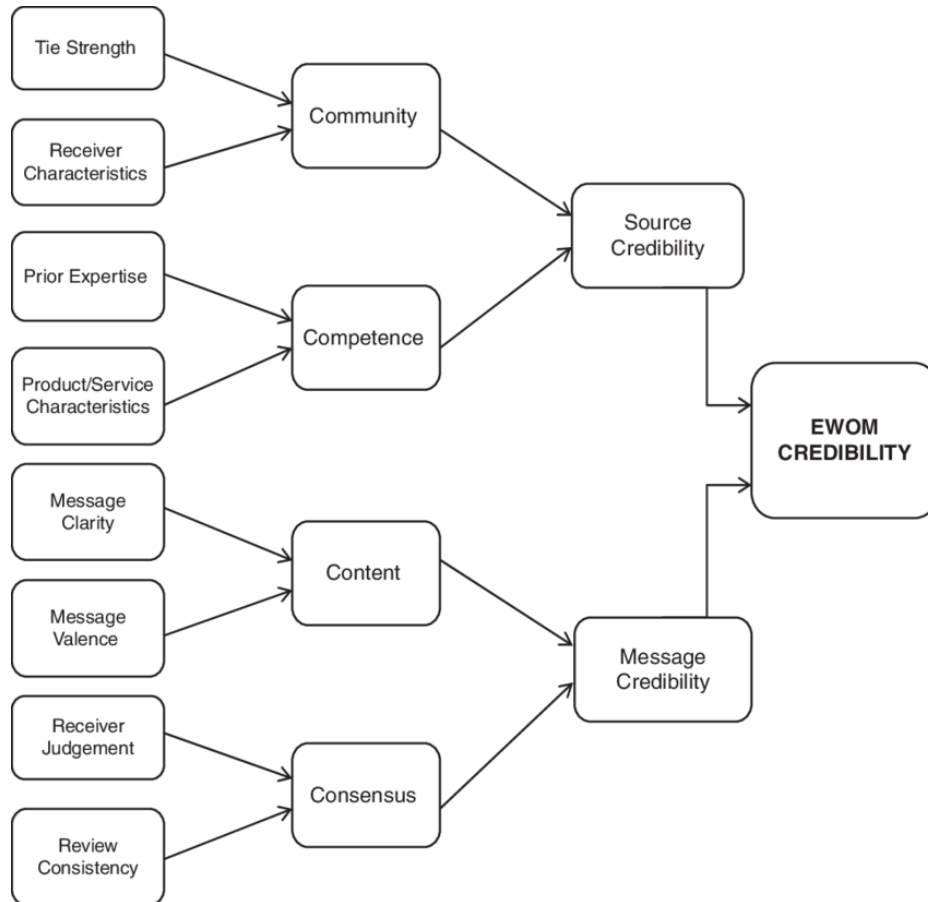 Tie Strength
Receiver
Characteristics
Prior Expertise
Product/Service
Characteristics
Message
Clarity
Message
Valence
Receiver
Judgement
Review
Consistency
Community
Competence
Content
Consensus
Source
Credibility
Message
Credibility
EWOM
CREDIBILITY